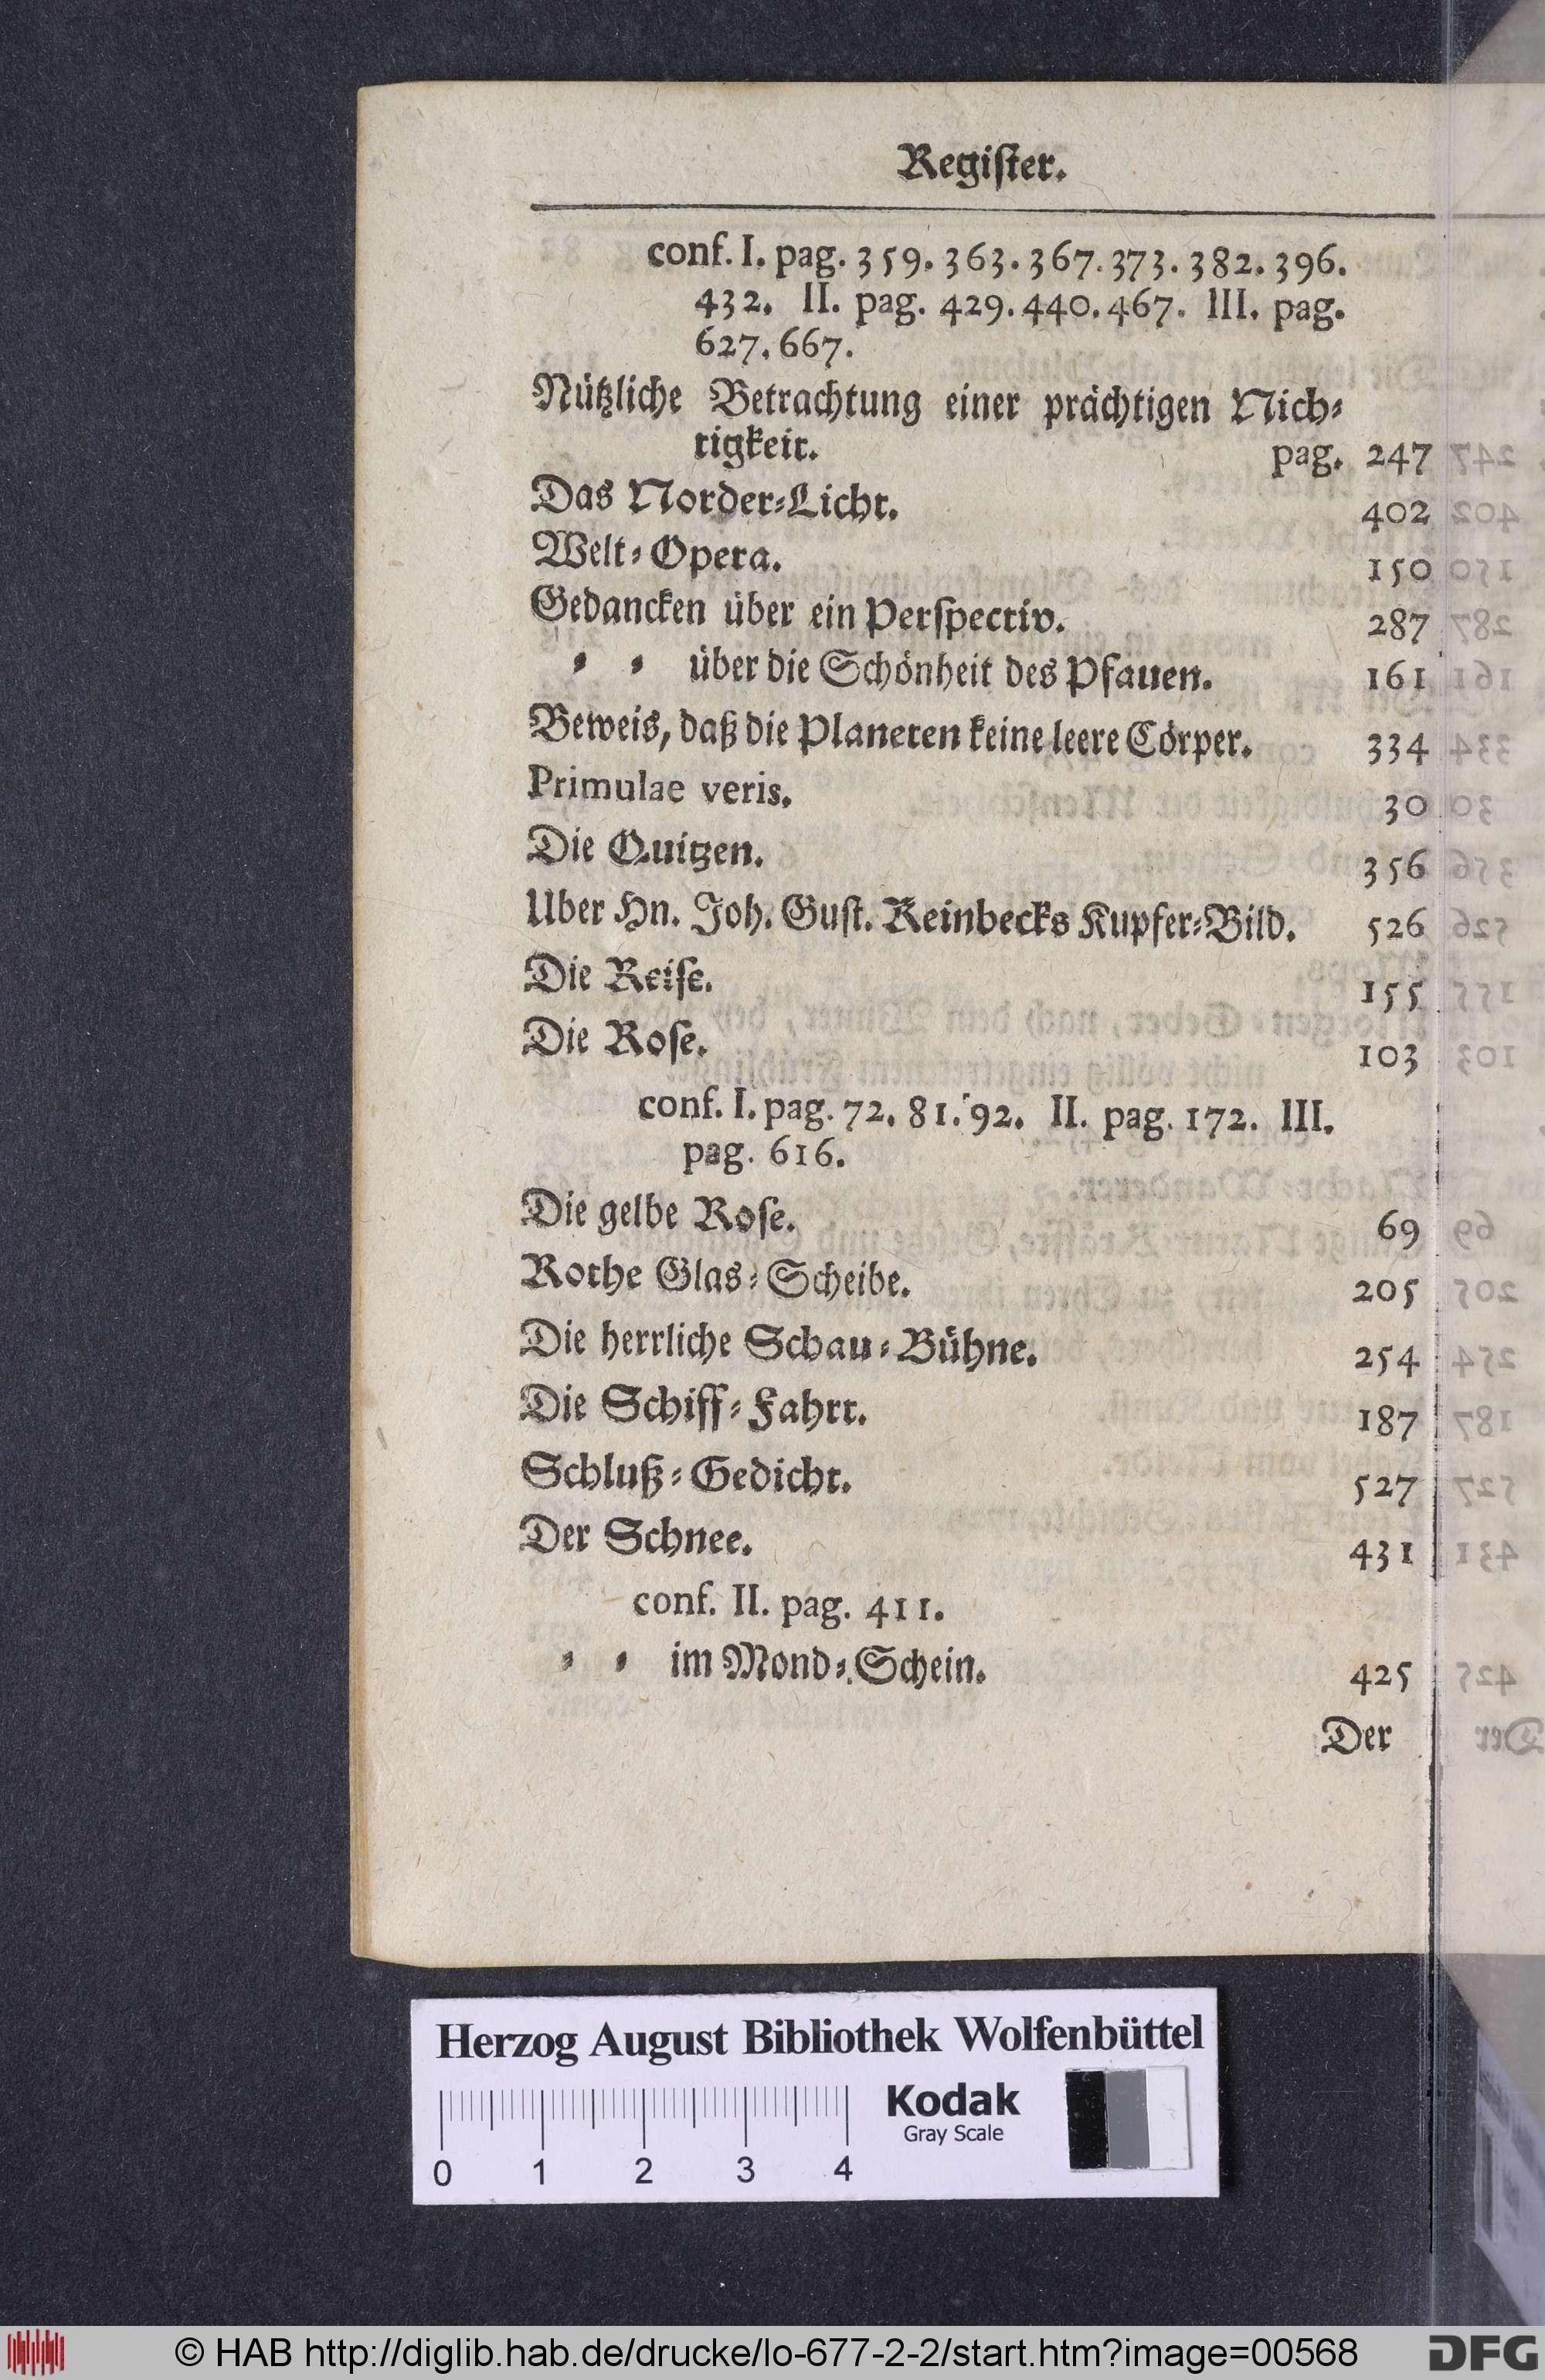 Regiſter.
conf. I. pag. 359. 363. 367. 373. 382. 396.
432. II. pag. 429. 440. 467. III. pag.
627. 667.
Nützliche Betrachtung einer prächtigen Nich⸗
tigkeit. pag. 247
Das Norder⸗Licht. 402
Welt⸗Opera. 150
Gedancken über ein Perſpectiv. 287
⸗ ⸗ über die Schönheit des Pfauen. 161
Beweis, daß die Planeten keine leere Cörper. 334
Primulae veris. 30
Die Quitzen. 356
Uber Hn. Joh. Guſt. Reinbecks Kupfer⸗Bild. 526
Die Reiſe. 155
Die Roſe. 103
conf. I. pag. 72. 81. 92. II. pag. 172. III.
pag. 616.
Die gelbe Roſe. 69
Rothe Glas⸗Scheibe. 205
Die herrliche Schau⸗Bühne. 254
Die Schiff⸗Fahrt. 187
Schluß⸗Gedicht. 527
Der Schnee. 431
conf. II. pag. 411.
⸗ ⸗ im Mond⸗Schein. 425
Der
Herzog August Bibliothek Wolfenbüttel
Kodak
Gray Scale
0 1 2 3 4
© HAB http://diglib.hab.de/drucke/lo-677-2-2/start.htm?image=00568
DFG